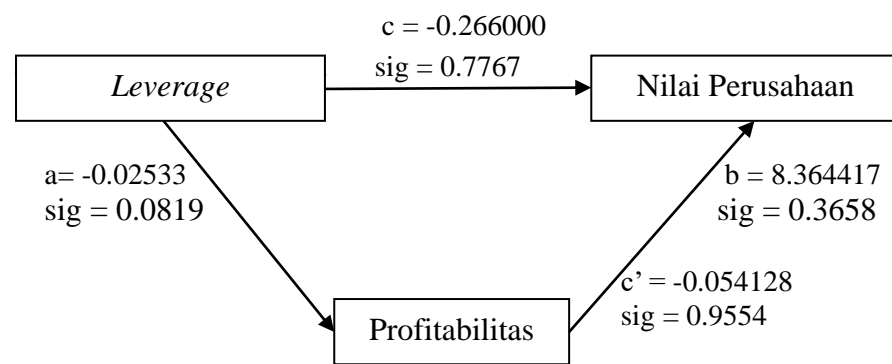 c = -0.266000
sig = 0.7767
Leverage
Nilai Perusahaan
a= -0.02533
sig = 0.0819
b = 8.364417
sig = 0.3658
c’ = -0.054128
sig = 0.9554
Profitabilitas